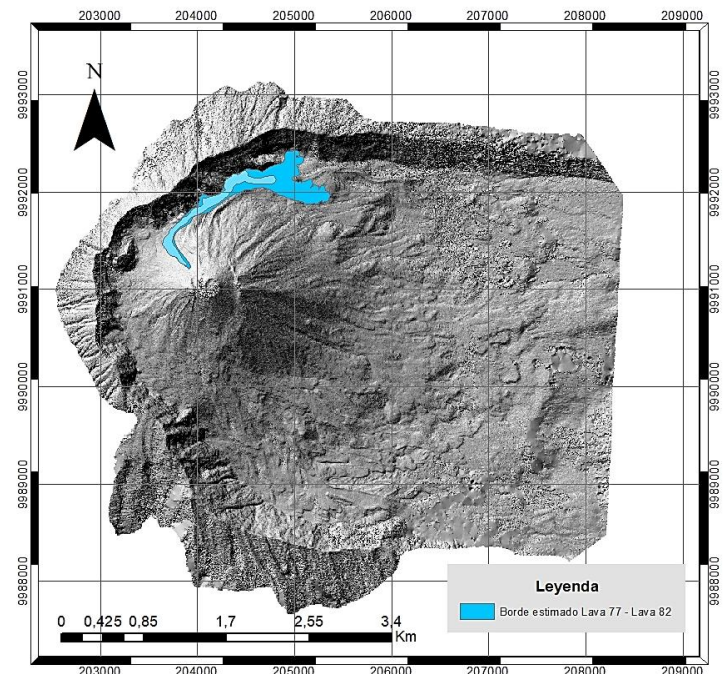 203000 204000 205000 206000 207000 208000 209000
N
9993000 9993000
9992000 9992000
9991000 9991000
9990000 9990000
9989000 9989000
9988000 9988000
Leyenda
Borde estimado Lava 77 - Lava 82
0 0,425 0,85 1,7 2,55 3,4
Km
203000 204000 205000 206000 207000 208000 209000